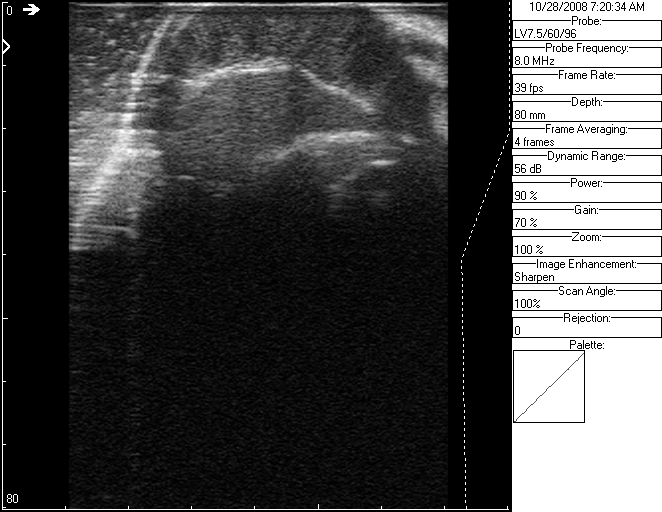 0
80
10/28/2008 7:20:34 AM
Probe:
LV7.5/60/96
Probe Frequency:
8.0 MHz
Frame Rate:
39 fps
Depth:
80 mm
Frame Averaging:
4 frames
Dynamic Range:
56 dB
Power:
90 %
Gain:
70 %
Zoom:
100 %
Image Enhancement:
Sharpen
Scan Angle:
100%
Rejection:
0
Palette: